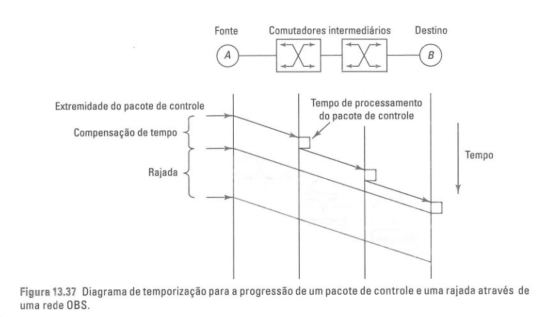 Fonte
Comutadores intermediários
Destino
A
B
Extremidade do pacote de controle
Tempo de processamento
do pacote de controle
Compensação de tempo
Tempo
Rajada
Figura 13.37 Diagrama de temporização para a progressão de um pacote de controle e uma rajada através de
uma rede OBS.